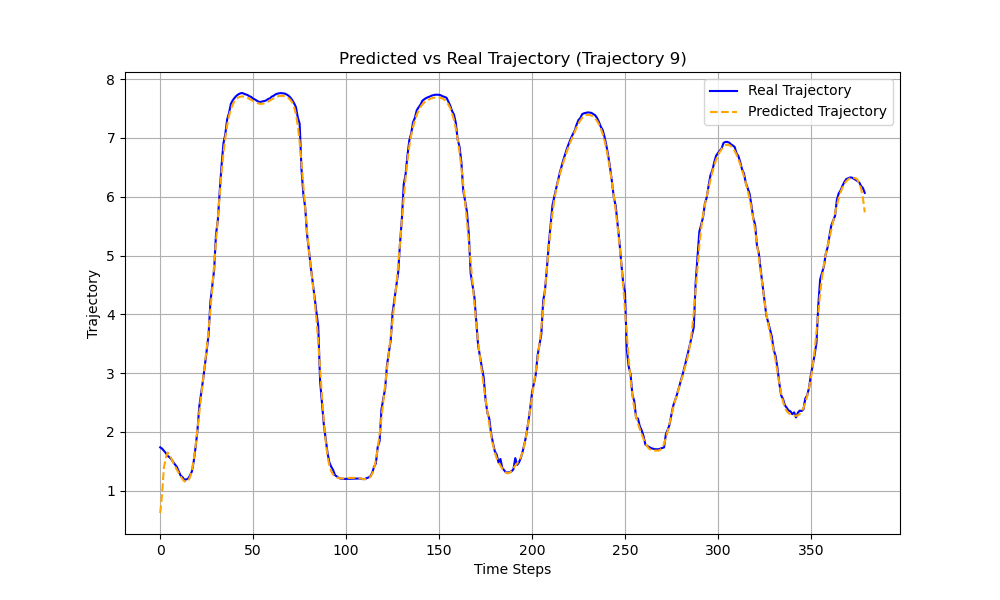 Predicted vs Real Trajectory (Trajectory 9)
Real Trajectory
Predicted Trajectory
8
7
6
5
4
3
2
1
Trajectory
0 50 100 150 200 250 300 350
Time Steps